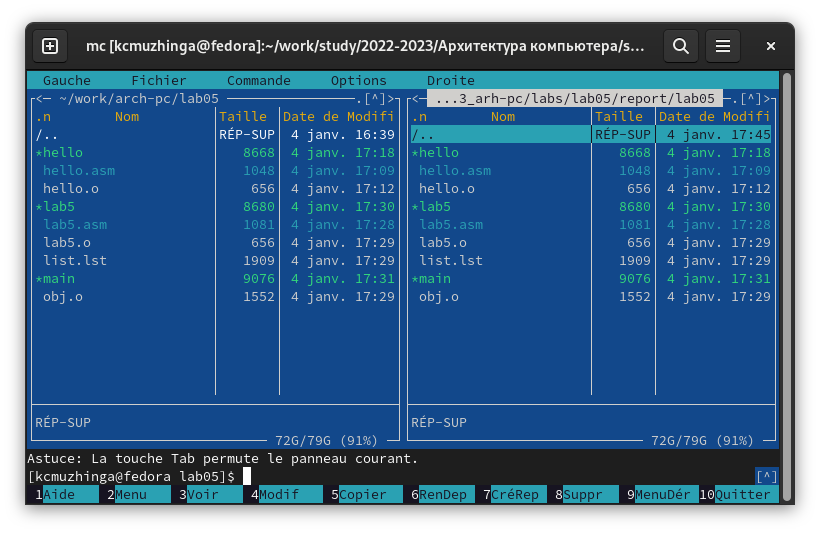 mc [kcmuzhinga@fedora]:~/work/study/2022-2023/Архитектура компьютера/s...
Gauche Fichier Commande Options Droite
<─ ~/work/arch-pc/lab05 ─.[^]> <─ ...3_arh-pc/labs/lab05/report/lab05 ─.[^]>
.n Nom Taille Date de Modifi .n Nom Taille Date de Modifi
/.. RÉP-SUP 4 janv. 16:39 /.. RÉP-SUP 4 janv. 17:45
*hello 8668 4 janv. 17:18 *hello 8668 4 janv. 17:18
hello.asm 1048 4 janv. 17:09 hello.asm 1048 4 janv. 17:09
hello.o 656 4 janv. 17:12 hello.o 656 4 janv. 17:12
*lab5 8680 4 janv. 17:30 *lab5 8680 4 janv. 17:30
lab5.asm 1081 4 janv. 17:28 lab5.asm 1081 4 janv. 17:28
lab5.o 656 4 janv. 17:29 lab5.o 656 4 janv. 17:29
list.lst 1909 4 janv. 17:29 list.lst 1909 4 janv. 17:29
*main 9076 4 janv. 17:31 *main 9076 4 janv. 17:31
obj.o 1552 4 janv. 17:29 obj.o 1552 4 janv. 17:29
RÉP-SUP RÉP-SUP
72G/79G (91%) 72G/79G (91%)
Astuce: La touche Tab permute le panneau courant.
[kcmuzhinga@fedora lab05]$ [^]
1Aide 2Menu 3Voir 4Modif 5Copier 6RenDep 7CréRep 8Suppr 9MenuDér 10Quitter